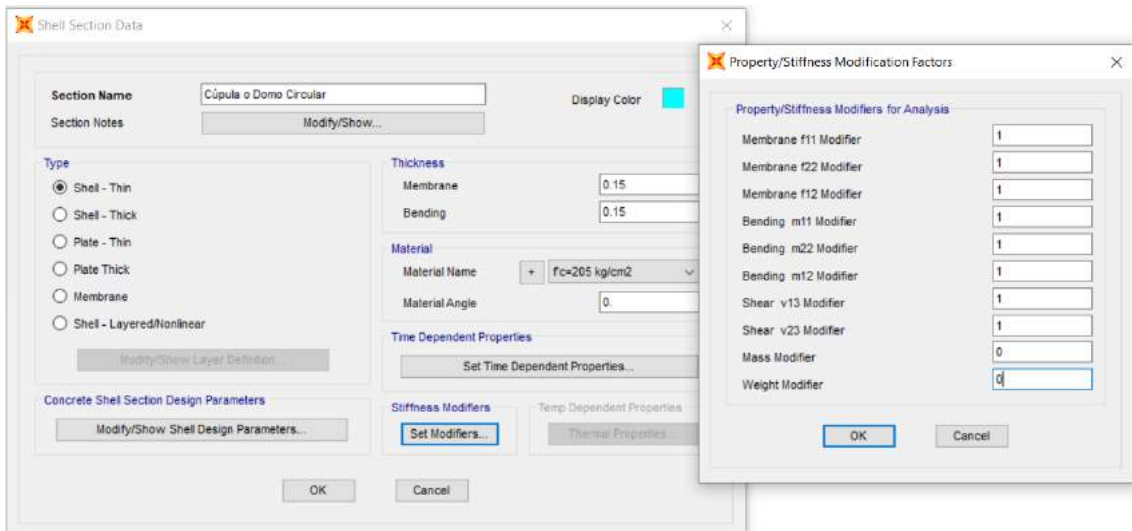 Shell Section Data
Section Name Cúpula o Domo Circular Display Color
Section Notes Modify/Show...
Type
Shell - Thin
Shell - Thick
Plate - Thin
Plate Thick
Membrane
Shell - Layered/Nonlinear
Modify/Show Layer Definition...
Concrete Shell Section Design Parameters
Modify/Show Shell Design Parameters...
Thickness
Membrane 0.15
Bending 0.15
Material
Material Name + f'c=205 kg/cm2
Material Angle 0.
Time Dependent Properties
Set Time Dependent Properties...
Stiffness Modifiers
Set Modifiers...
Temp Dependent Properties
Thermal Properties...
OK Cancel
Property/Stiffness Modification Factors
Property/Stiffness Modifiers for Analysis
Membrane f11 Modifier 1
Membrane f22 Modifier 1
Membrane f12 Modifier 1
Bending m11 Modifier 1
Bending m22 Modifier 1
Bending m12 Modifier 1
Shear v13 Modifier 1
Shear v23 Modifier 1
Mass Modifier 0
Weight Modifier 0
OK Cancel